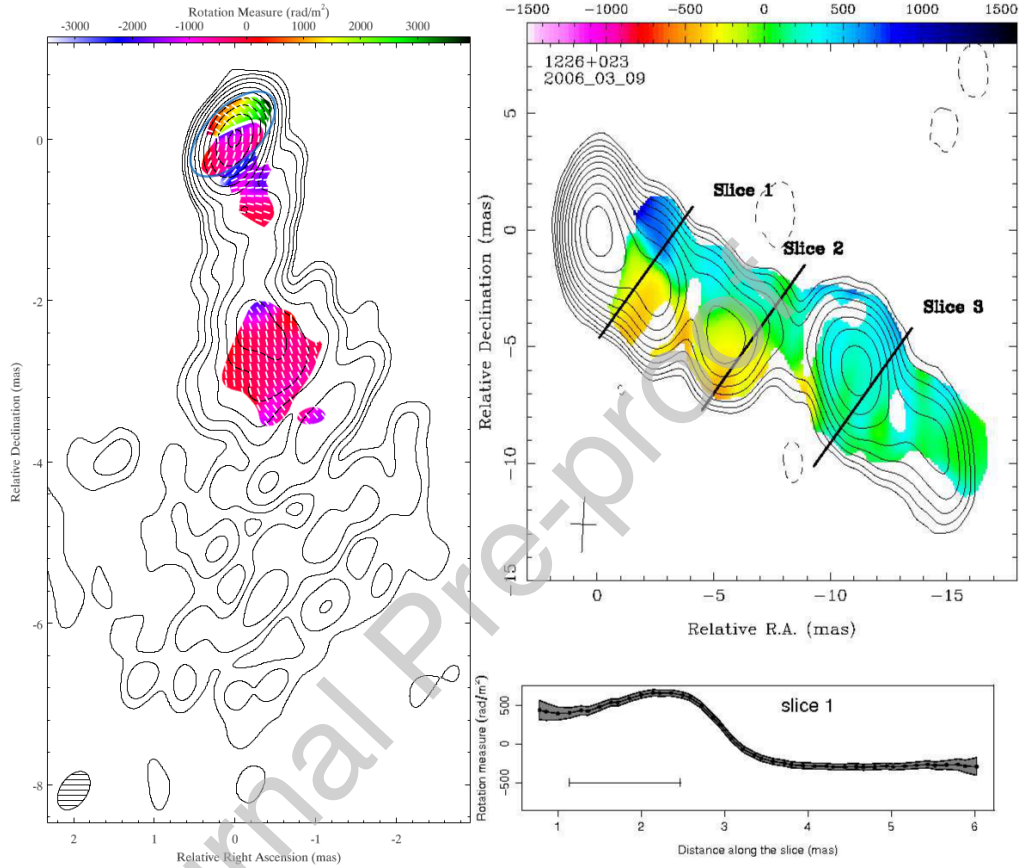 Rotation Measure (rad/m²)
-3000 -2000 -1000 0 1000 2000 3000
Relative Declination (mas)
0
-2
-4
-6
-8
2 1 0 -1 -2
Relative Right Ascension (mas)
-1500 -1000 -500 0 500 1000 1500
1226+023
2006_03_09
Slice 1
Slice 2
Slice 3
Relative Declination (mas)
5
0
-5
-10
-15
0 -5 -10 -15
Relative R.A. (mas)
slice 1
Rotation measure (rad/m²)
500
0
-500
1 2 3 4 5 6
Distance along the slice (mas)
Journal Pre-proof